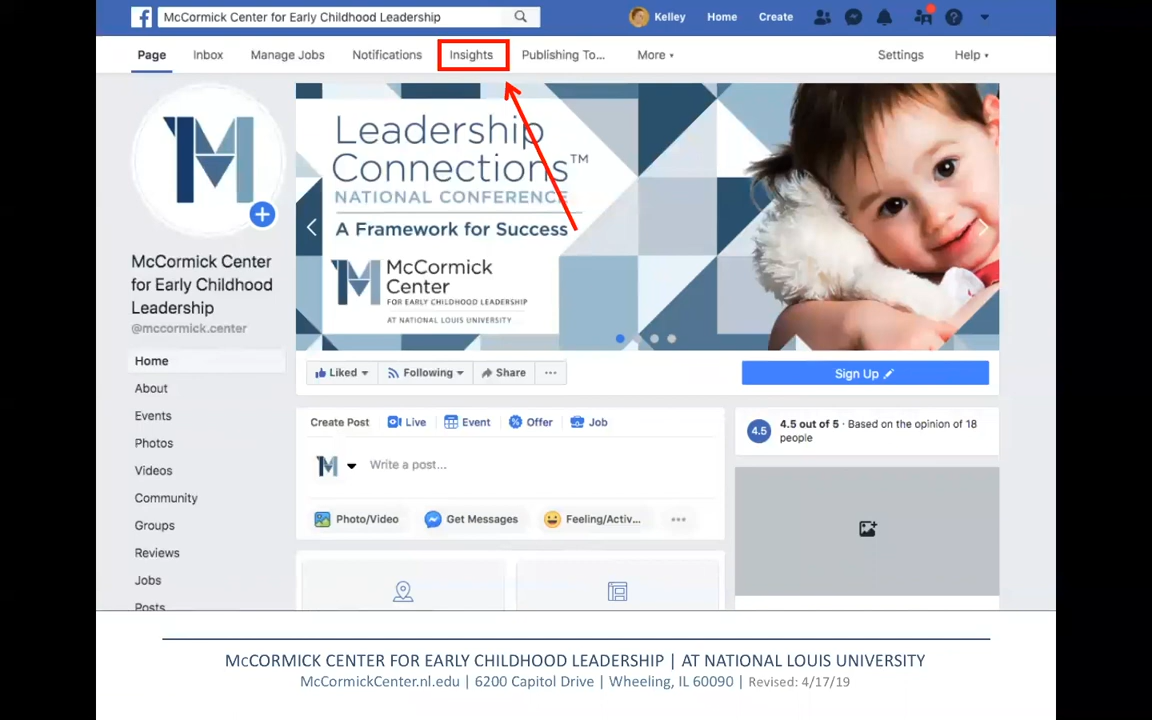 McCormick Center for Early Childhood Leadership
Kelley Home Create
Page Inbox Manage Jobs Notifications Insights Publishing To... More Settings Help
Leadership
Connections™
NATIONAL CONFERENCE
A Framework for Success
M McCormick
Center
FOR EARLY CHILDHOOD LEADERSHIP
AT NATIONAL LOUIS UNIVERSITY
M
McCormick Center
for Early Childhood
Leadership
@mccormick.center
Home
About
Events
Photos
Videos
Community
Groups
Reviews
Jobs
Posts
Liked Following Share ...
Sign Up
Create Post Live Event Offer Job
M Write a post...
Photo/Video Get Messages Feeling/Activ... ...
4.5 4.5 out of 5 · Based on the opinion of 18
people
McCORMICK CENTER FOR EARLY CHILDHOOD LEADERSHIP | AT NATIONAL LOUIS UNIVERSITY
McCormickCenter.nl.edu | 6200 Capitol Drive | Wheeling, IL 60090 | Revised: 4/17/19